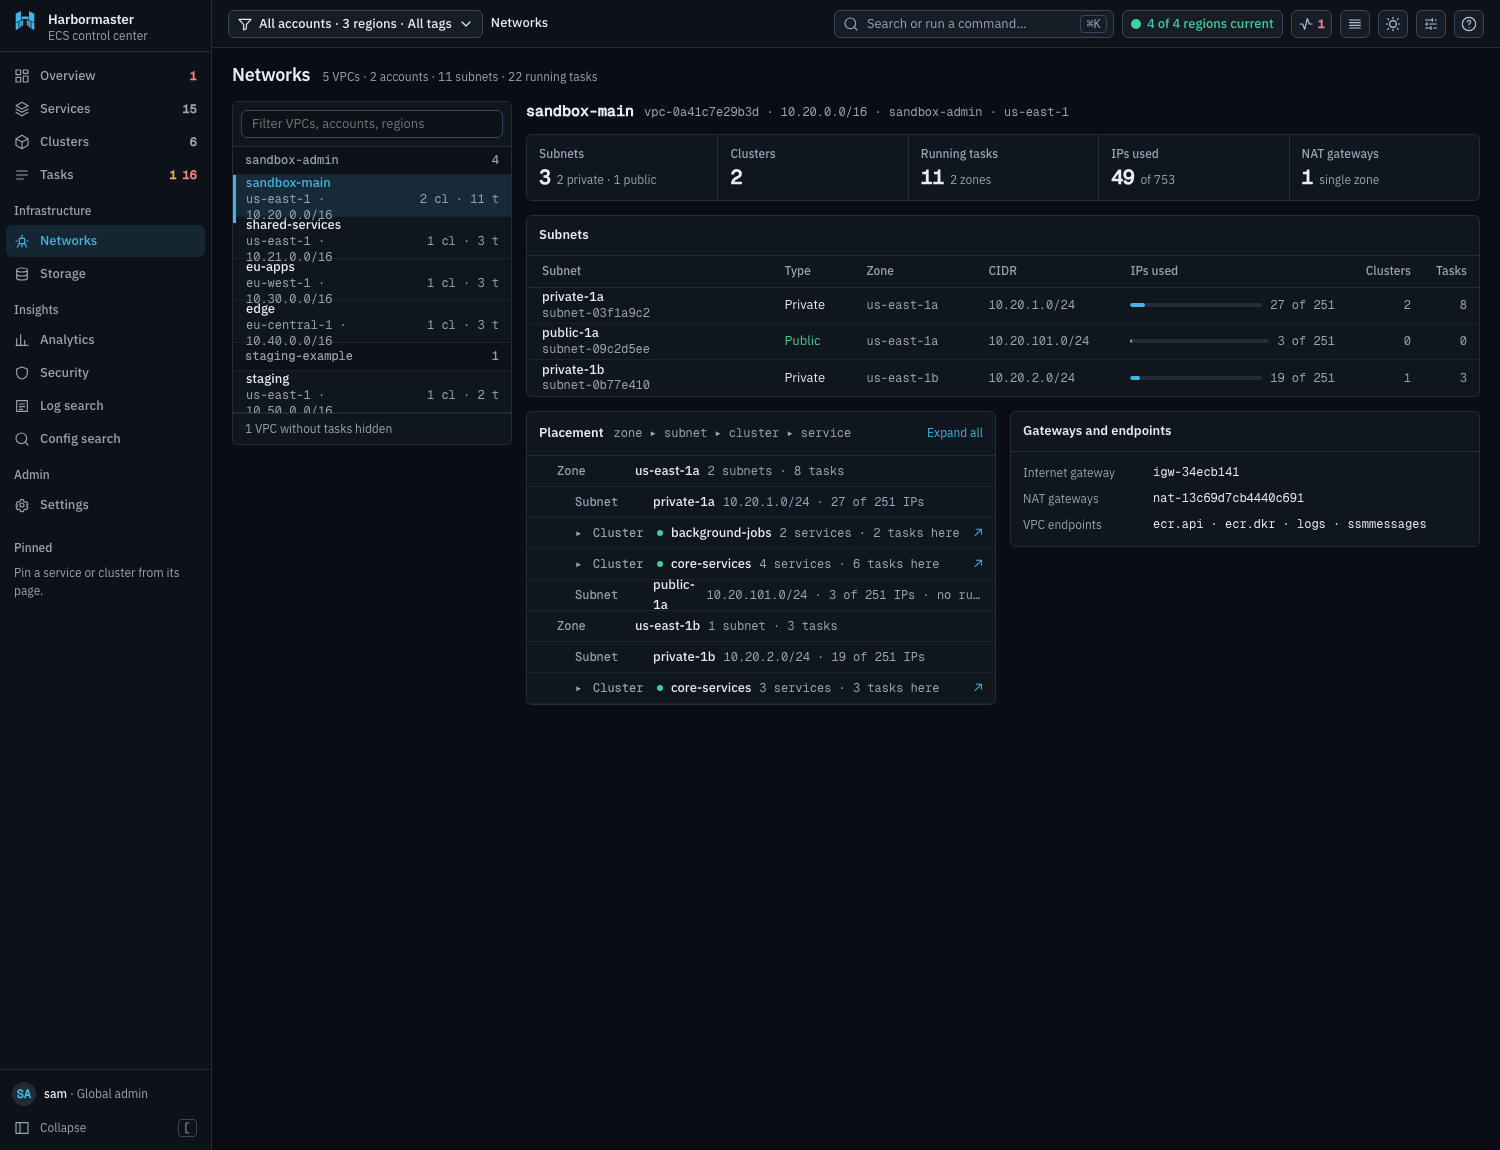 Harbormaster
ECS control center
All accounts · 3 regions · All tags
Networks
Search or run a command...
⌘K
4 of 4 regions current
1
Overview 1
Services 15
Clusters 6
Tasks 1 16
Infrastructure
Networks
Storage
Insights
Analytics
Security
Log search
Config search
Admin
Settings
Pinned
Pin a service or cluster from its
page.
SA sam · Global admin
Collapse [
Networks 5 VPCs · 2 accounts · 11 subnets · 22 running tasks
Filter VPCs, accounts, regions
sandbox-admin 4
sandbox-main
us-east-1 · 2 cl · 11 t
10.20.0.0/16
shared-services
us-east-1 · 1 cl · 3 t
10.21.0.0/16
eu-apps
eu-west-1 · 1 cl · 3 t
10.30.0.0/16
edge
eu-central-1 · 1 cl · 3 t
10.40.0.0/16
staging-example 1
staging
us-east-1 · 1 cl · 2 t
10.50.0.0/16
1 VPC without tasks hidden
sandbox-main vpc-0a41c7e29b3d · 10.20.0.0/16 · sandbox-admin · us-east-1
Subnets
3 2 private · 1 public
Clusters
2
Running tasks
11 2 zones
IPs used
49 of 753
NAT gateways
1 single zone
Subnets
Subnet Type Zone CIDR IPs used Clusters Tasks
private-1a
subnet-03f1a9c2 Private us-east-1a 10.20.1.0/24 27 of 251 2 8
public-1a
subnet-09c2d5ee Public us-east-1a 10.20.101.0/24 3 of 251 0 0
private-1b
subnet-0b77e410 Private us-east-1b 10.20.2.0/24 19 of 251 1 3
Placement zone ▸ subnet ▸ cluster ▸ service Expand all
Zone us-east-1a 2 subnets · 8 tasks
Subnet private-1a 10.20.1.0/24 · 27 of 251 IPs
▸ Cluster background-jobs 2 services · 2 tasks here ↗
▸ Cluster core-services 4 services · 6 tasks here ↗
Subnet public-1a 10.20.101.0/24 · 3 of 251 IPs · no ru…
Zone us-east-1b 1 subnet · 3 tasks
Subnet private-1b 10.20.2.0/24 · 19 of 251 IPs
▸ Cluster core-services 3 services · 3 tasks here ↗
Gateways and endpoints
Internet gateway igw-34ecb141
NAT gateways nat-13c69d7cb4440c691
VPC endpoints ecr.api · ecr.dkr · logs · ssmmessages